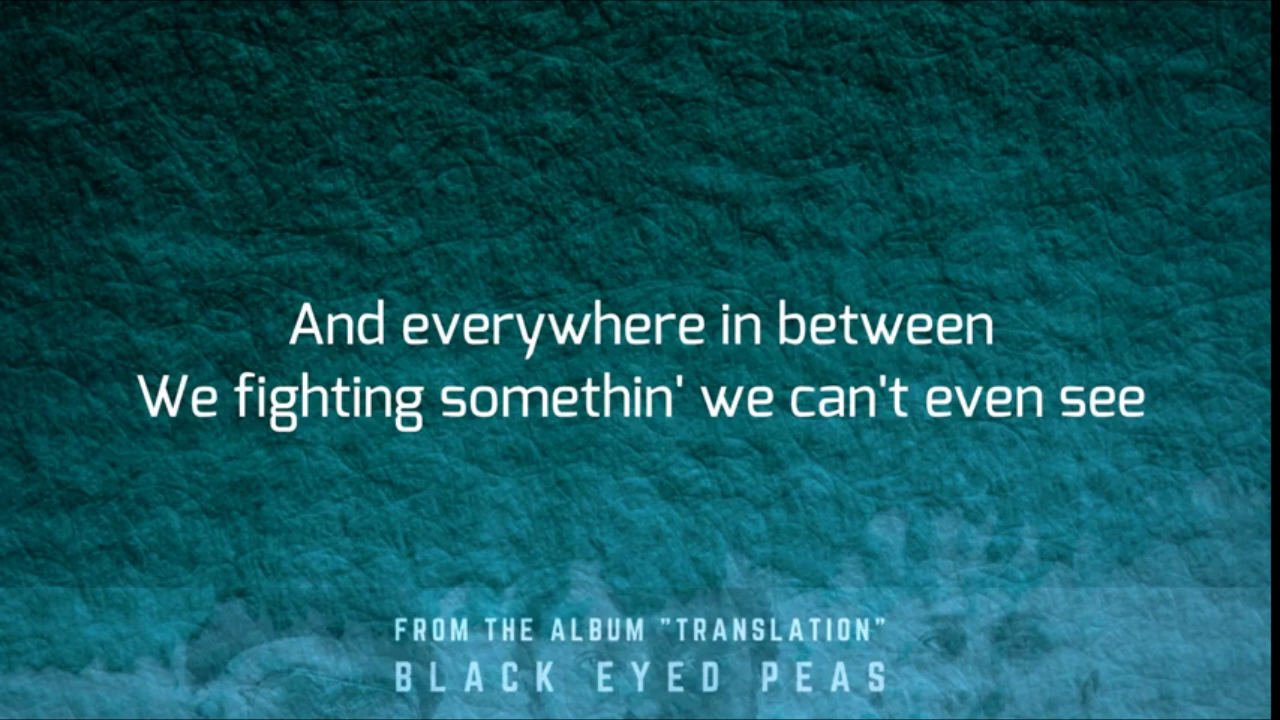 And everywhere in between
We fighting somethin' we can't even see
FROM THE ALBUM "TRANSLATION"
BLACK EYED PEAS